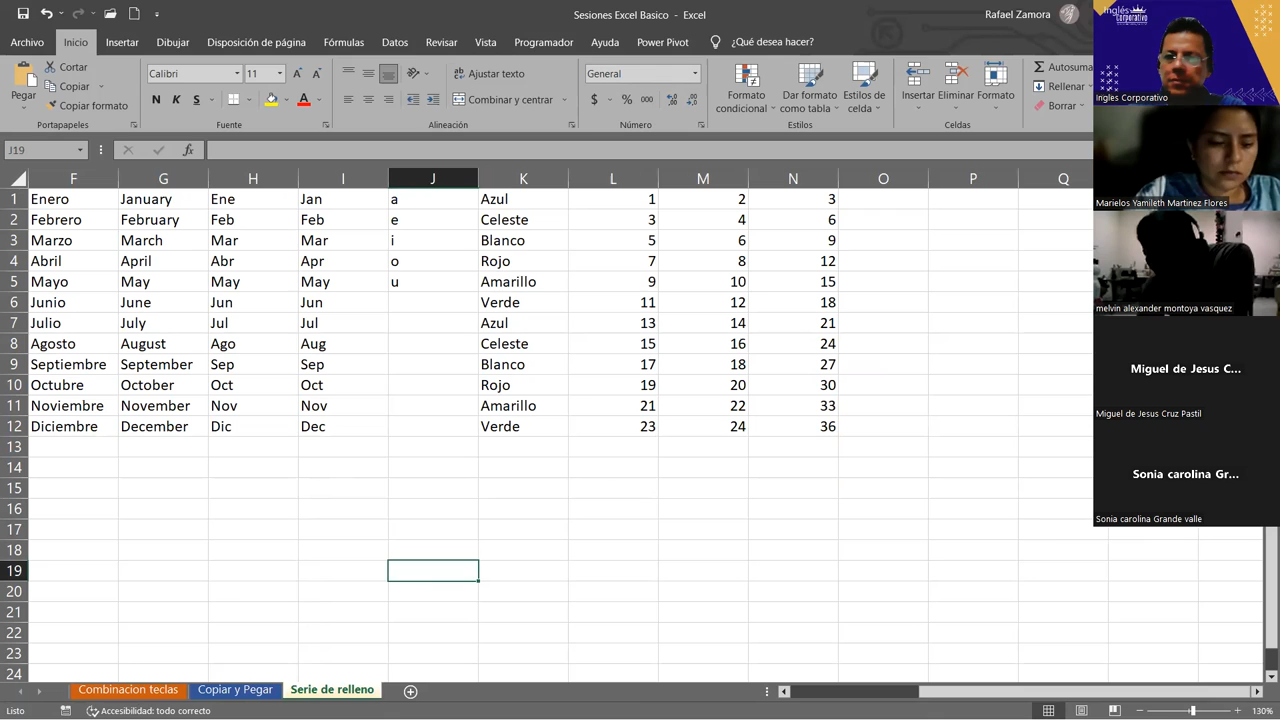 Sesiones Excel Basico - Excel
Rafael Zamora
Archivo Inicio Insertar Dibujar Disposición de página Fórmulas Datos Revisar Vista Programador Ayuda Power Pivot ¿Qué desea hacer?
Pegar
Cortar
Copiar
Copiar formato
Portapapeles
Calibri 11
N K S
Fuente
Ajustar texto
Combinar y centrar
Alineación
General
$ % 000
Número
Formato condicional
Dar formato como tabla
Estilos de celda
Estilos
Insertar Eliminar Formato
Celdas
Autosuma
Rellenar
Borrar
J19 fx
F G H I J K L M N O P Q
1 Enero January Ene Jan a Azul 1 2 3
2 Febrero February Feb Feb e Celeste 3 4 6
3 Marzo March Mar Mar i Blanco 5 6 9
4 Abril April Abr Apr o Rojo 7 8 12
5 Mayo May May May u Amarillo 9 10 15
6 Junio June Jun Jun Verde 11 12 18
7 Julio July Jul Jul Azul 13 14 21
8 Agosto August Ago Aug Celeste 15 16 24
9 Septiembre September Sep Sep Blanco 17 18 27
10 Octubre October Oct Oct Rojo 19 20 30
11 Noviembre November Nov Nov Amarillo 21 22 33
12 Diciembre December Dic Dec Verde 23 24 36
13
14
15
16
17
18
19
20
21
22
23
24
Combinacion teclas Copiar y Pegar Serie de relleno
Listo Accesibilidad: todo correcto 130%
Inglés Corporativo
Ingles Corporativo
Marielos Yamileth Martinez Flores
melvin alexander montoya vasquez
Miguel de Jesus C...
Miguel de Jesus Cruz Pastil
Sonia carolina Gr...
Sonia carolina Grande valle